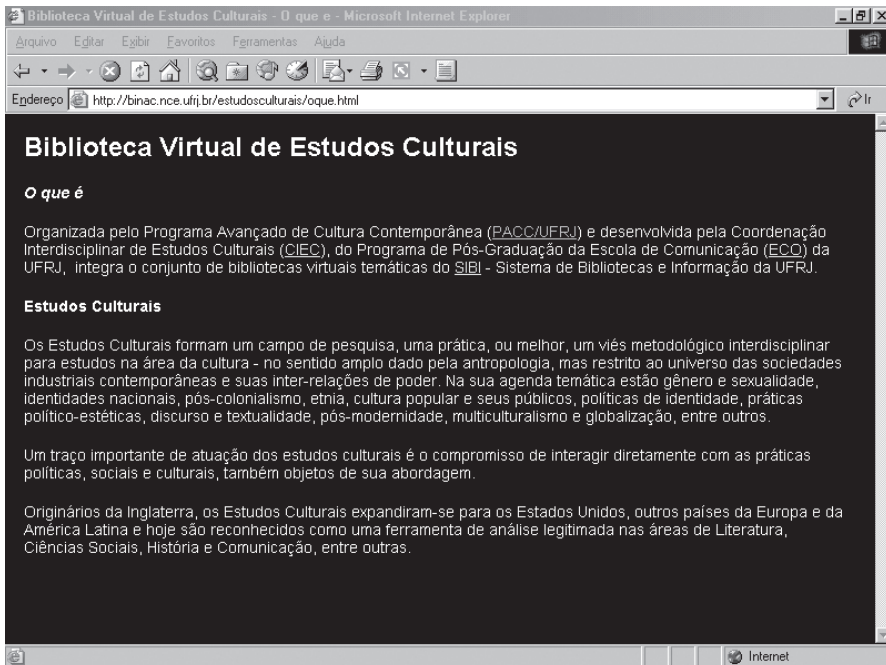 Biblioteca Virtual de Estudos Culturais - O que e - Microsoft Internet Explorer
Arquivo Editar Exibir Favoritos Ferramentas Ajuda
Endereço http://binac.nce.ufrj.br/estudosculturais/oque.html Ir
Biblioteca Virtual de Estudos Culturais
O que é
Organizada pelo Programa Avançado de Cultura Contemporânea (PACC/UFRJ) e desenvolvida pela Coordenação
Interdisciplinar de Estudos Culturais (CIEC), do Programa de Pós-Graduação da Escola de Comunicação (ECO) da
UFRJ, integra o conjunto de bibliotecas virtuais temáticas do SIBI - Sistema de Bibliotecas e Informação da UFRJ.
Estudos Culturais
Os Estudos Culturais formam um campo de pesquisa, uma prática, ou melhor, um viés metodológico interdisciplinar
para estudos na área da cultura - no sentido amplo dado pela antropologia, mas restrito ao universo das sociedades
industriais contemporâneas e suas inter-relações de poder. Na sua agenda temática estão gênero e sexualidade,
identidades nacionais, pós-colonialismo, etnia, cultura popular e seus públicos, políticas de identidade, práticas
político-estéticas, discurso e textualidade, pós-modernidade, multiculturalismo e globalização, entre outros.
Um traço importante de atuação dos estudos culturais é o compromisso de interagir diretamente com as práticas
políticas, sociais e culturais, também objetos de sua abordagem.
Originários da Inglaterra, os Estudos Culturais expandiram-se para os Estados Unidos, outros países da Europa e da
América Latina e hoje são reconhecidos como uma ferramenta de análise legitimada nas áreas de Literatura,
Ciências Sociais, História e Comunicação, entre outras.
Internet